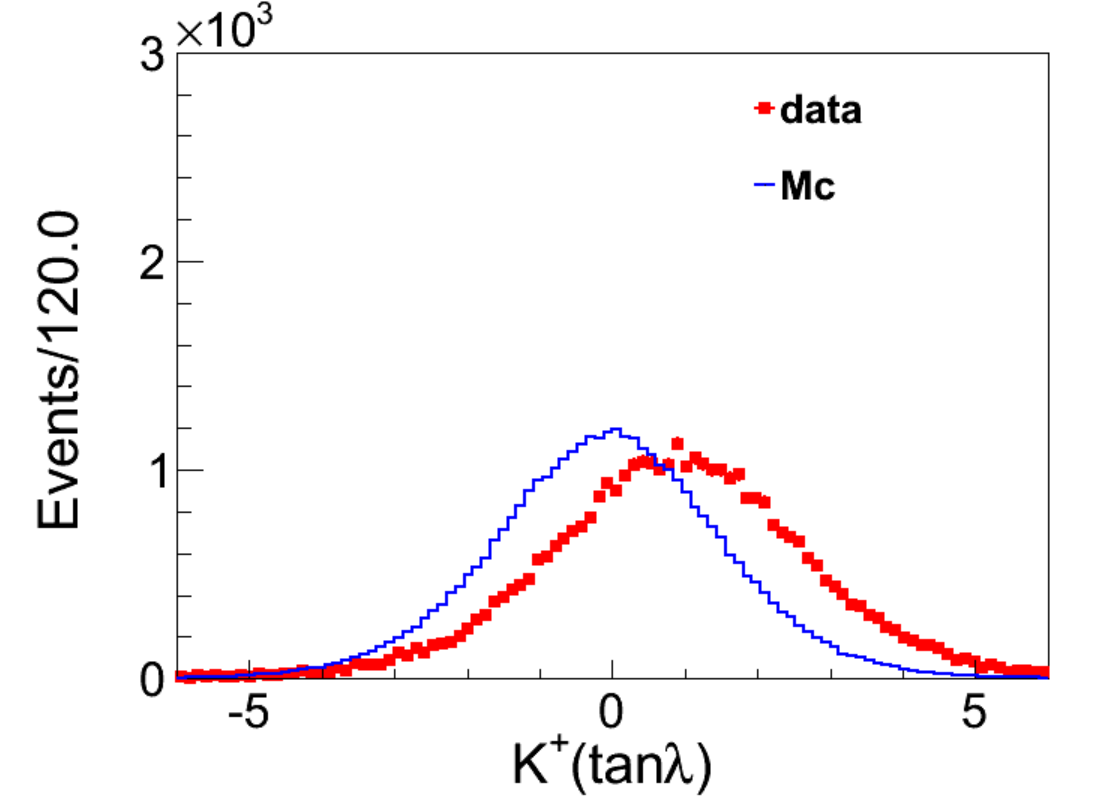 ×10³
3
data
Mc
2
1
0
-5
0
5
Events/120.0
K⁺(tanλ)